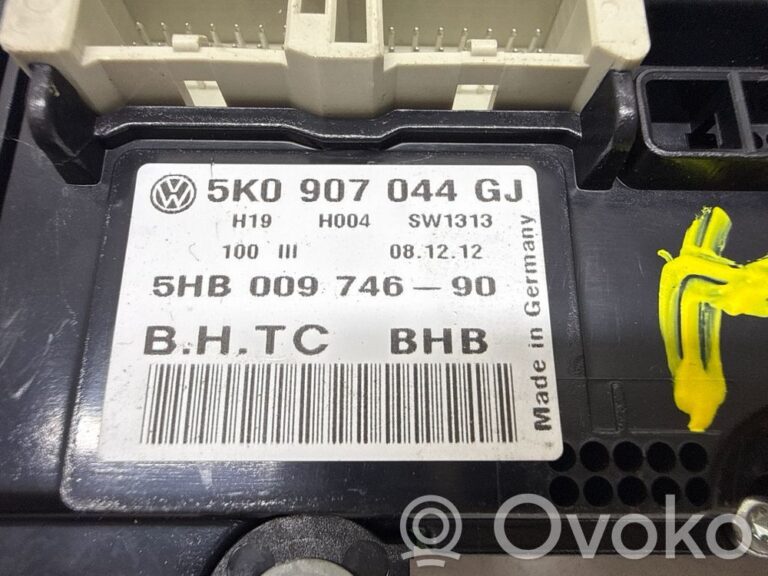 5K0 907 044 GJ
H19 H004 SW1313
100 III 08.12.12
5HB 009 746-90
B.H.TC BHB
Made in Germany
Ovoko